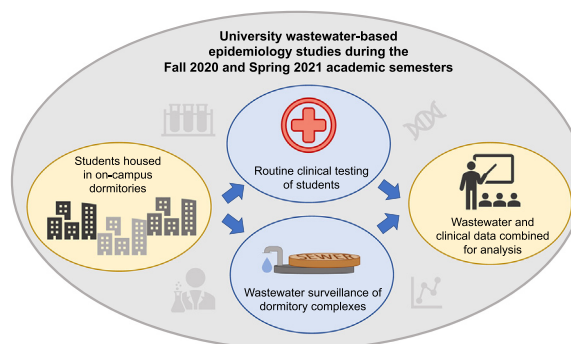 University wastewater-based
epidemiology studies during the
Fall 2020 and Spring 2021 academic semesters
Students housed
in on-campus
dormitories
Routine clinical testing
of students
SEWER
Wastewater surveillance of
dormitory complexes
Wastewater and
clinical data combined
for analysis